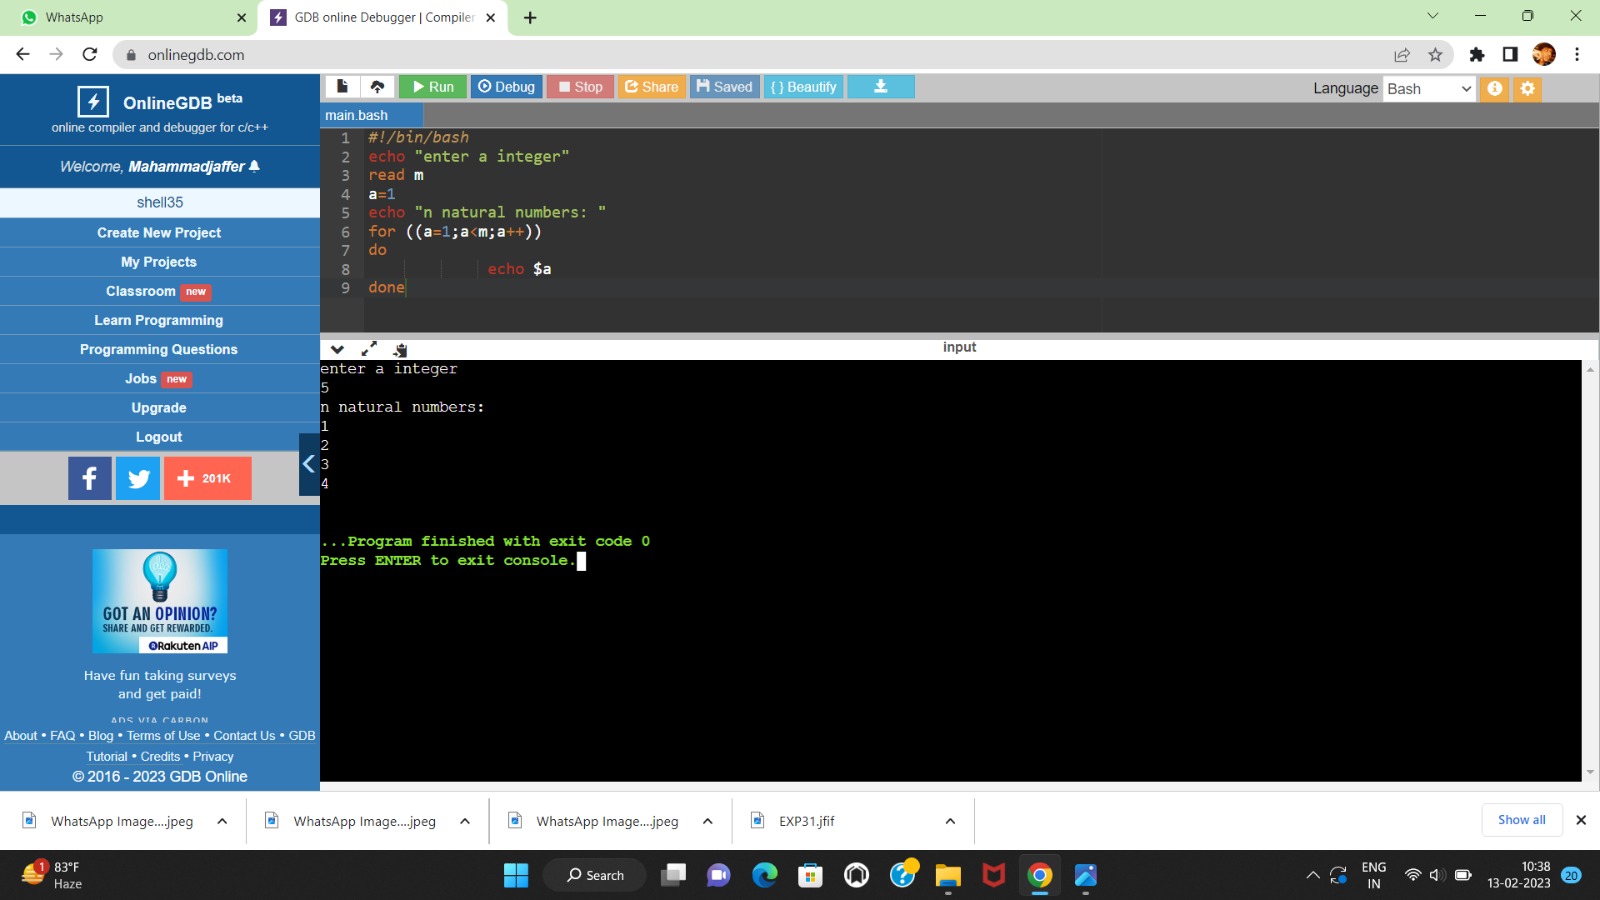 WhatsApp
GDB online Debugger | Compiler
onlinegdb.com
OnlineGDB beta
online compiler and debugger for c/c++
Welcome, Mahammadjaffer
shell35
Create New Project
My Projects
Classroom new
Learn Programming
Programming Questions
Jobs new
Upgrade
Logout
201K
GOT AN OPINION?
SHARE AND GET REWARDED.
Rakuten AIP
Have fun taking surveys
and get paid!
ADS VIA CARBON
About • FAQ • Blog • Terms of Use • Contact Us • GDB
Tutorial • Credits • Privacy
© 2016 - 2023 GDB Online
Run Debug Stop Share Saved { } Beautify
Language Bash
main.bash
1 #!/bin/bash
2 echo "enter a integer"
3 read m
4 a=1
5 echo "n natural numbers: "
6 for ((a=1;a<m;a++))
7 do
8 echo $a
9 done
input
enter a integer
5
n natural numbers:
1
2
3
4
...Program finished with exit code 0
Press ENTER to exit console.
WhatsApp Image....jpeg
WhatsApp Image....jpeg
WhatsApp Image....jpeg
EXP31.jfif
Show all
1
83°F
Haze
Search
ENG
IN
10:38
13-02-2023
20